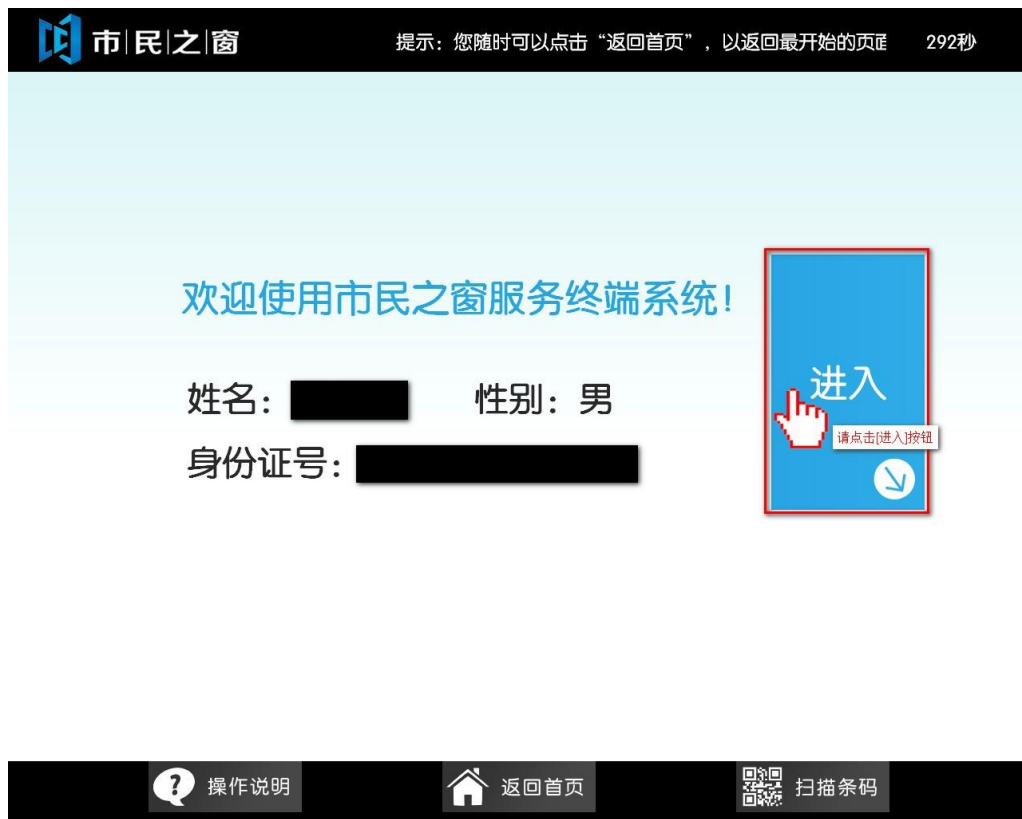 市|民|之|窗
提示：您随时可以点击“返回首页”，以返回最开始的页面 292秒
欢迎使用市民之窗服务终端系统！
姓名： 性别：男
身份证号：
进入
请点击[进入]按钮
? 操作说明
返回首页
扫描条码